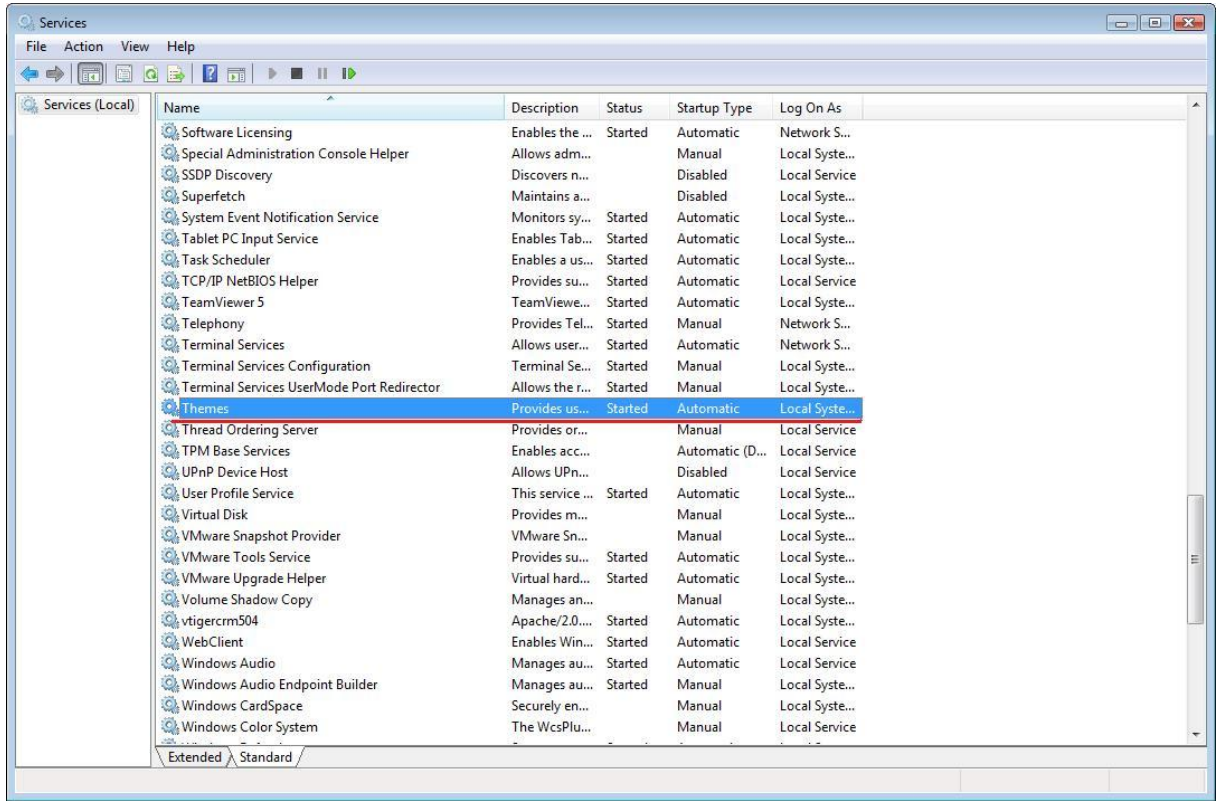 Services
File Action View Help
Services (Local)
Name Description Status Startup Type Log On As
Software Licensing Enables the ... Started Automatic Network S...
Special Administration Console Helper Allows adm... Manual Local Syste...
SSDP Discovery Discovers n... Disabled Local Service
Superfetch Maintains a... Disabled Local Syste...
System Event Notification Service Monitors sy... Started Automatic Local Syste...
Tablet PC Input Service Enables Tab... Started Automatic Local Syste...
Task Scheduler Enables a us... Started Automatic Local Syste...
TCP/IP NetBIOS Helper Provides su... Started Automatic Local Service
TeamViewer 5 TeamViewe... Started Automatic Local Syste...
Telephony Provides Tel... Started Manual Network S...
Terminal Services Allows user... Started Automatic Network S...
Terminal Services Configuration Terminal Se... Started Manual Local Syste...
Terminal Services UserMode Port Redirector Allows the r... Started Manual Local Syste...
Themes Provides us... Started Automatic Local Syste...
Thread Ordering Server Provides or... Manual Local Service
TPM Base Services Enables acc... Automatic (D... Local Service
UPnP Device Host Allows UPn... Disabled Local Service
User Profile Service This service ... Started Automatic Local Syste...
Virtual Disk Provides m... Manual Local Syste...
VMware Snapshot Provider VMware Sn... Manual Local Syste...
VMware Tools Service Provides su... Started Automatic Local Syste...
VMware Upgrade Helper Virtual hard... Started Automatic Local Syste...
Volume Shadow Copy Manages an... Manual Local Syste...
vtigercrm504 Apache/2.0.... Started Automatic Local Syste...
WebClient Enables Win... Started Automatic Local Service
Windows Audio Manages au... Started Automatic Local Service
Windows Audio Endpoint Builder Manages au... Started Manual Local Syste...
Windows CardSpace Securely en... Manual Local Syste...
Windows Color System The WcsPlu... Manual Local Service
Extended Standard